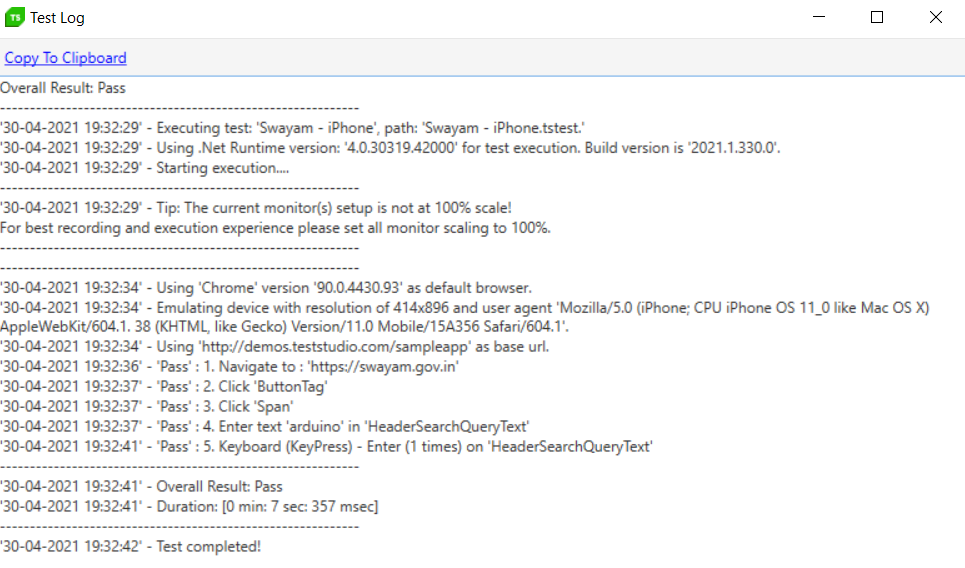 TS Test Log
Copy To Clipboard
Overall Result: Pass
------------------------------------------------------------
'30-04-2021 19:32:29' - Executing test: 'Swayam - iPhone', path: 'Swayam - iPhone.tstest.'
'30-04-2021 19:32:29' - Using .Net Runtime version: '4.0.30319.42000' for test execution. Build version is '2021.1.330.0'.
'30-04-2021 19:32:29' - Starting execution....
------------------------------------------------------------
'30-04-2021 19:32:29' - Tip: The current monitor(s) setup is not at 100% scale!
For best recording and execution experience please set all monitor scaling to 100%.
------------------------------------------------------------
------------------------------------------------------------
'30-04-2021 19:32:34' - Using 'Chrome' version '90.0.4430.93' as default browser.
'30-04-2021 19:32:34' - Emulating device with resolution of 414x896 and user agent 'Mozilla/5.0 (iPhone; CPU iPhone OS 11_0 like Mac OS X)
AppleWebKit/604.1. 38 (KHTML, like Gecko) Version/11.0 Mobile/15A356 Safari/604.1'.
'30-04-2021 19:32:34' - Using 'http://demos.teststudio.com/sampleapp' as base url.
'30-04-2021 19:32:36' - 'Pass' : 1. Navigate to : 'https://swayam.gov.in'
'30-04-2021 19:32:37' - 'Pass' : 2. Click 'ButtonTag'
'30-04-2021 19:32:37' - 'Pass' : 3. Click 'Span'
'30-04-2021 19:32:37' - 'Pass' : 4. Enter text 'arduino' in 'HeaderSearchQueryText'
'30-04-2021 19:32:41' - 'Pass' : 5. Keyboard (KeyPress) - Enter (1 times) on 'HeaderSearchQueryText'
------------------------------------------------------------
'30-04-2021 19:32:41' - Overall Result: Pass
'30-04-2021 19:32:41' - Duration: [0 min: 7 sec: 357 msec]
------------------------------------------------------------
'30-04-2021 19:32:42' - Test completed!